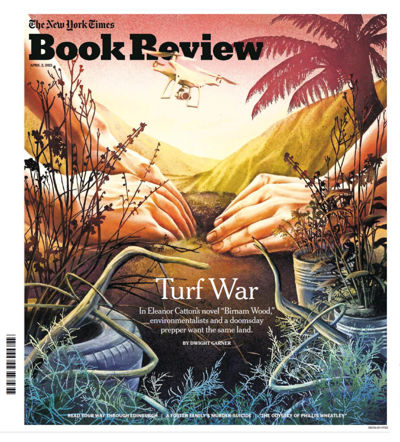 The New York Times
Book Review
APRIL 2, 2023
Turf War
In Eleanor Catton's novel "Birnam Wood,"
environmentalists and a doomsday
prepper want the same land.
BY DWIGHT GARNER
READ YOUR WAY THROUGH EDINBURGH | A FOSTER FAMILY'S MURDER-SUICIDE | "THE ODYSSEY OF PHILLIS WHEATLEY"